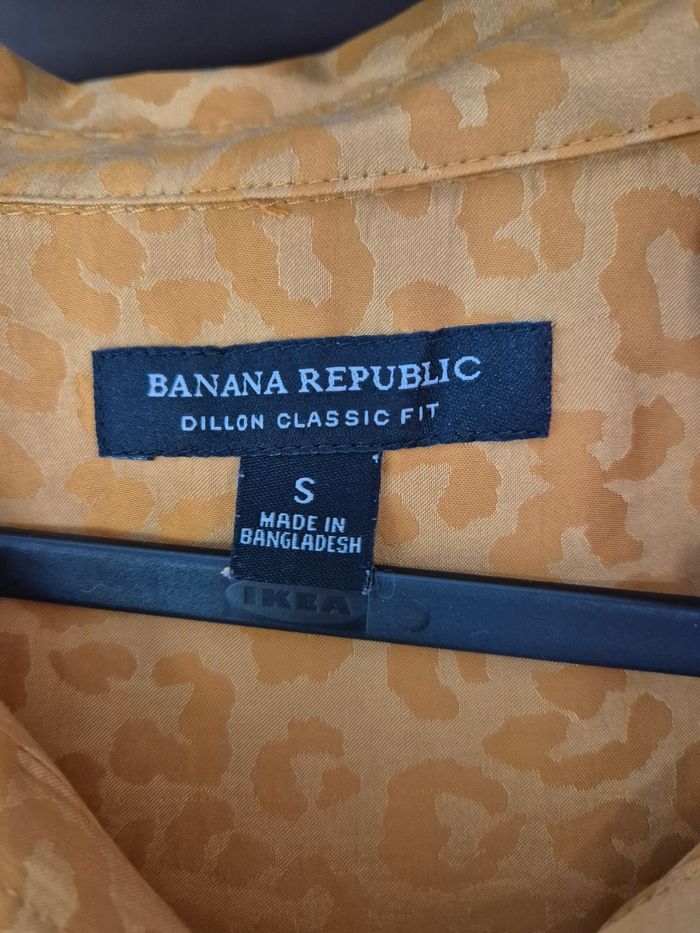 BANANA REPUBLIC
DILLON CLASSIC FIT
S
MADE IN
BANGLADESH
IKEA